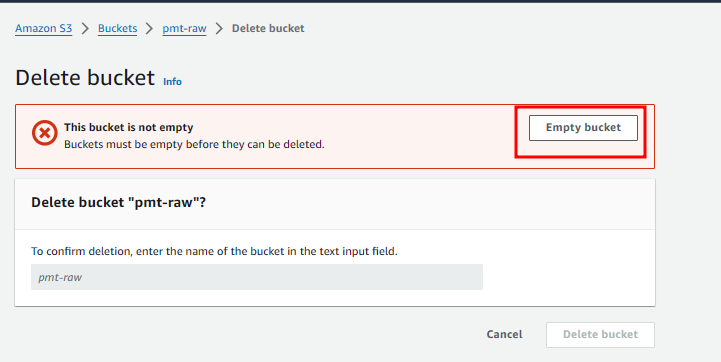 Amazon S3 > Buckets > pmt-raw > Delete bucket
Delete bucket Info
This bucket is not empty
Buckets must be empty before they can be deleted.
Empty bucket
Delete bucket "pmt-raw"?
To confirm deletion, enter the name of the bucket in the text input field.
pmt-raw
Cancel Delete bucket